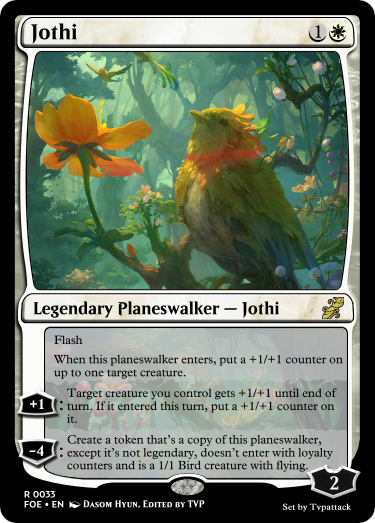 Jothi
1
Legendary Planeswalker — Jothi
Flash
When this planeswalker enters, put a +1/+1 counter on
up to one target creature.
+1: Target creature you control gets +1/+1 until end of
turn. If it entered this turn, put a +1/+1 counter on
it.
-4: Create a token that's a copy of this planeswalker,
except it's not legendary, doesn't enter with loyalty
counters and is a 1/1 Bird creature with flying.
2
R 0033
FOE • EN Dasom Hyun, Edited by TVP
Set by Tvpattack